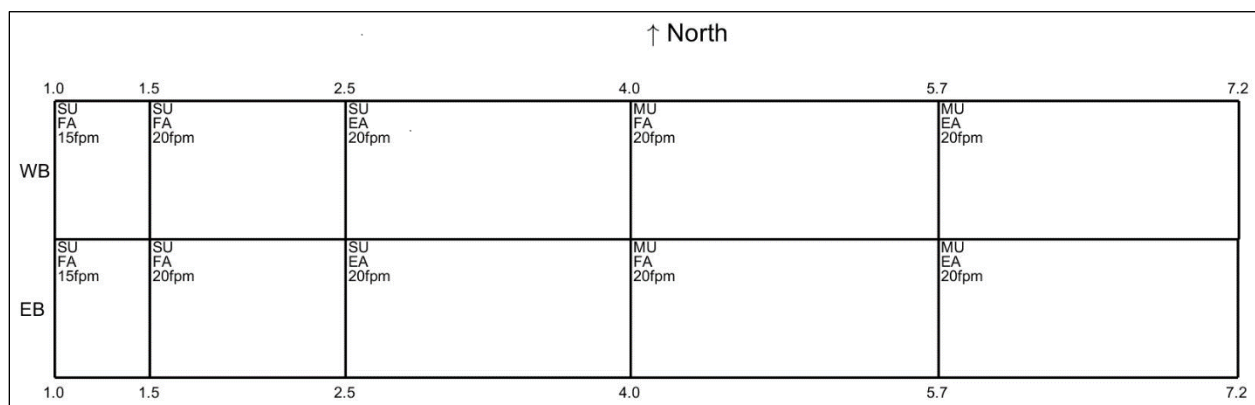 ↑ North
1.0 1.5 2.5 4.0 5.7 7.2
SU SU SU MU MU
FA FA EA FA EA
15fpm 20fpm 20fpm 20fpm 20fpm
WB
SU SU SU MU MU
FA FA EA FA EA
15fpm 20fpm 20fpm 20fpm 20fpm
EB
1.0 1.5 2.5 4.0 5.7 7.2